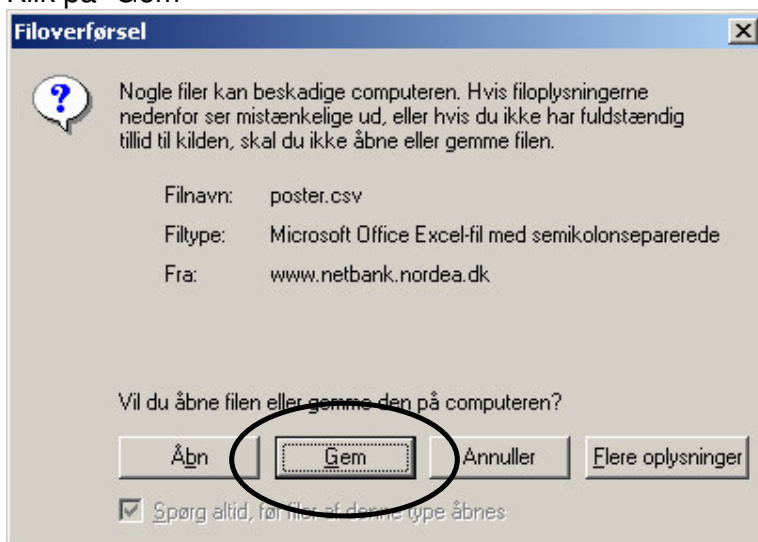 Klik på "Gem"
Filoverførsel
Nogle filer kan beskadige computeren. Hvis filoplysningerne
nedenfor ser mistænkelige ud, eller hvis du ikke har fuldstændig
tillid til kilden, skal du ikke åbne eller gemme filen.
Filnavn: poster.csv
Filtype: Microsoft Office Excel-fil med semikolonseparerede
Fra: www.netbank.nordea.dk
Vil du åbne filen eller gemme den på computeren?
Åbn Gem Annuller Flere oplysninger
Spørg altid, før filer af denne type åbnes